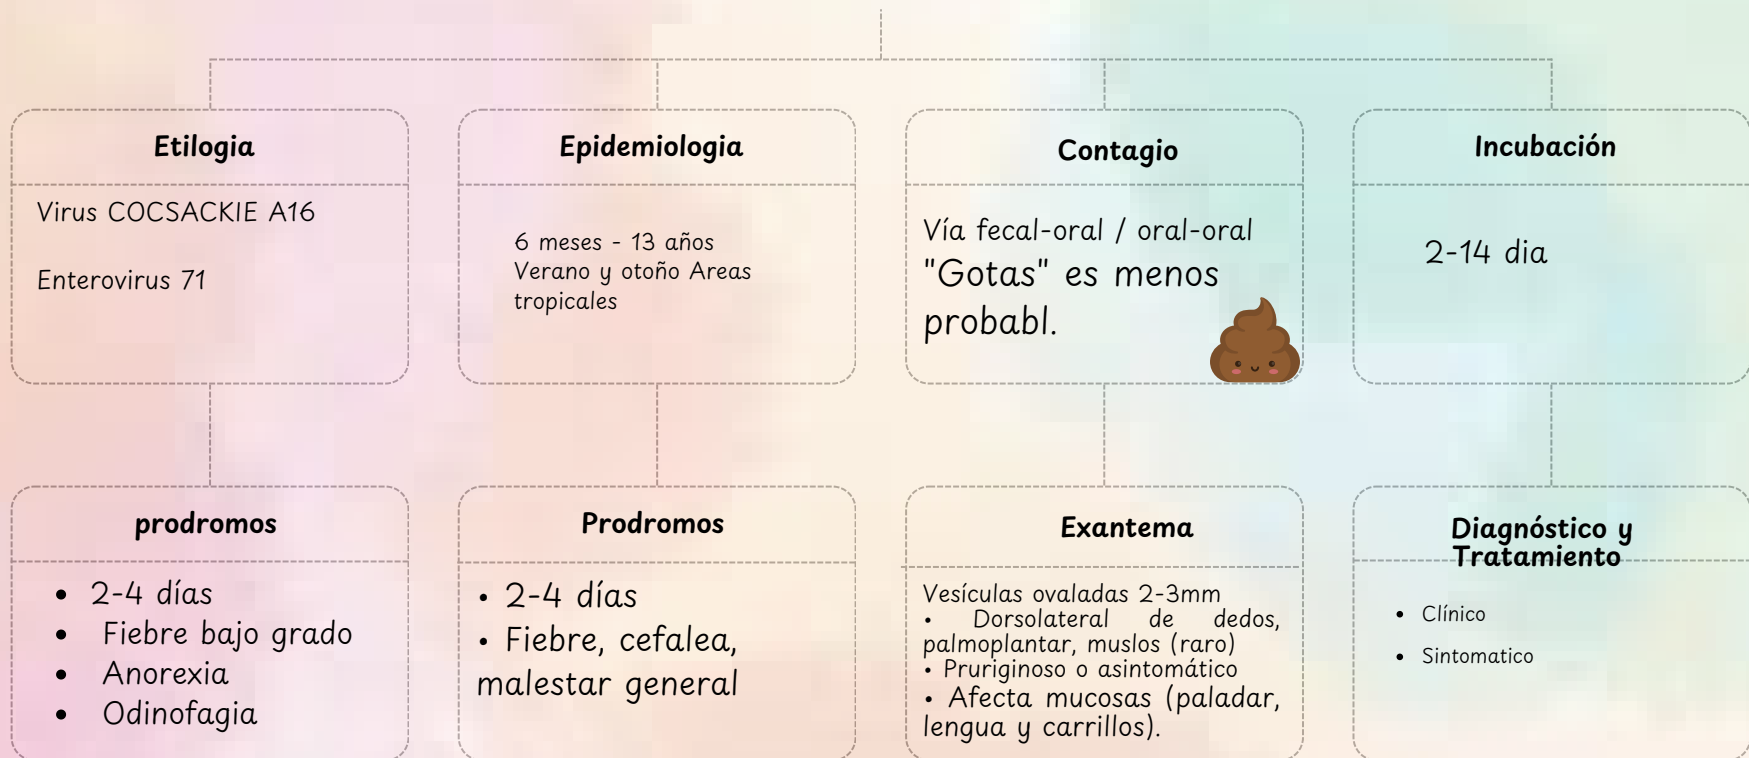 Etilogia
Virus COCSACKIE A16
Enterovirus 71
Epidemiologia
6 meses - 13 años
Verano y otoño Areas
tropicales
Contagio
Vía fecal-oral / oral-oral
"Gotas" es menos
probabl.
Incubación
2-14 dia
prodromos
• 2-4 días
• Fiebre bajo grado
• Anorexia
• Odinofagia
Prodromos
• 2-4 días
• Fiebre, cefalea,
malestar general
Exantema
Vesículas ovaladas 2-3mm
• Dorsolateral de dedos,
palmoplantar, muslos (raro)
• Pruriginoso o asintomático
• Afecta mucosas (paladar,
lengua y carrillos).
Diagnóstico y
Tratamiento
• Clínico
• Sintomatico